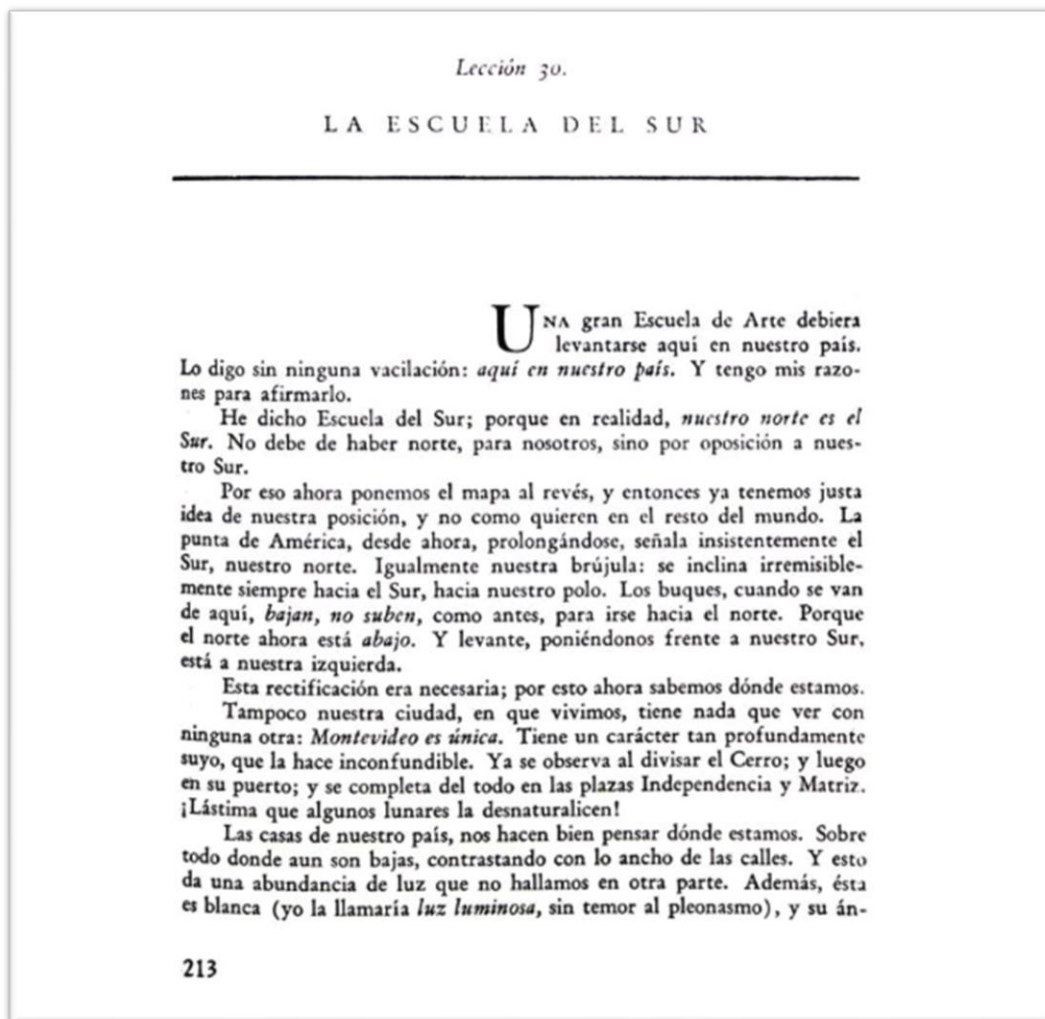 Lección 30.
LA ESCUELA DEL SUR
UNA gran Escuela de Arte debiera
levantarse aquí en nuestro país.
Lo digo sin ninguna vacilación: aquí en nuestro país. Y tengo mis razo-
nes para afirmarlo.
He dicho Escuela del Sur; porque en realidad, nuestro norte es el
Sur. No debe de haber norte, para nosotros, sino por oposición a nues-
tro Sur.
Por eso ahora ponemos el mapa al revés, y entonces ya tenemos justa
idea de nuestra posición, y no como quieren en el resto del mundo. La
punta de América, desde ahora, prolongándose, señala insistentemente el
Sur, nuestro norte. Igualmente nuestra brújula: se inclina irremisible-
mente siempre hacia el Sur, hacia nuestro polo. Los buques, cuando se van
de aquí, bajan, no suben, como antes, para irse hacia el norte. Porque
el norte ahora está abajo. Y levante, poniéndonos frente a nuestro Sur,
está a nuestra izquierda.
Esta rectificación era necesaria; por esto ahora sabemos dónde estamos.
Tampoco nuestra ciudad, en que vivimos, tiene nada que ver con
ninguna otra: Montevideo es única. Tiene un carácter tan profundamente
suyo, que la hace inconfundible. Ya se observa al divisar el Cerro; y luego
en su puerto; y se completa del todo en las plazas Independencia y Matriz.
¡Lástima que algunos lunares la desnaturalicen!
Las casas de nuestro país, nos hacen bien pensar dónde estamos. Sobre
todo donde aun son bajas, contrastando con lo ancho de las calles. Y esto
da una abundancia de luz que no hallamos en otra parte. Además, ésta
es blanca (yo la llamaría luz luminosa, sin temor al pleonasmo), y su án-
213